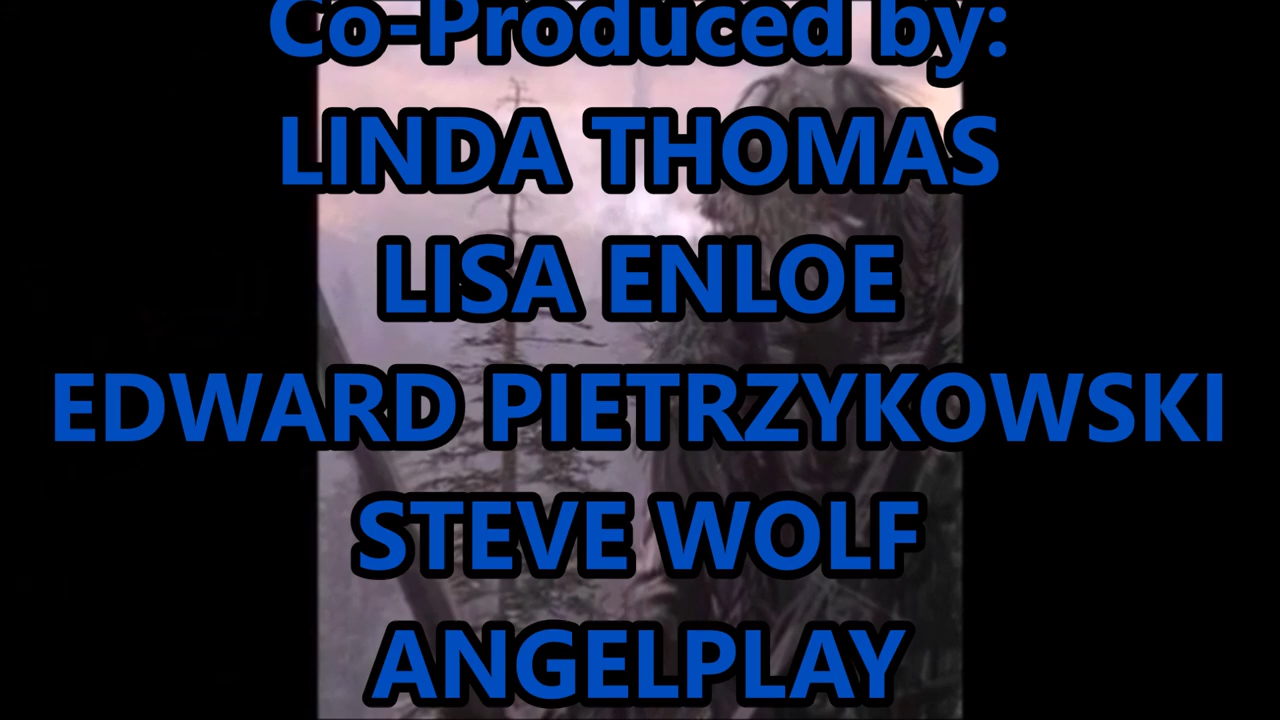 Co-Produced by:
LINDA THOMAS
LISA ENLOE
EDWARD PIETRZYKOWSKI
STEVE WOLF
ANGELPLAY